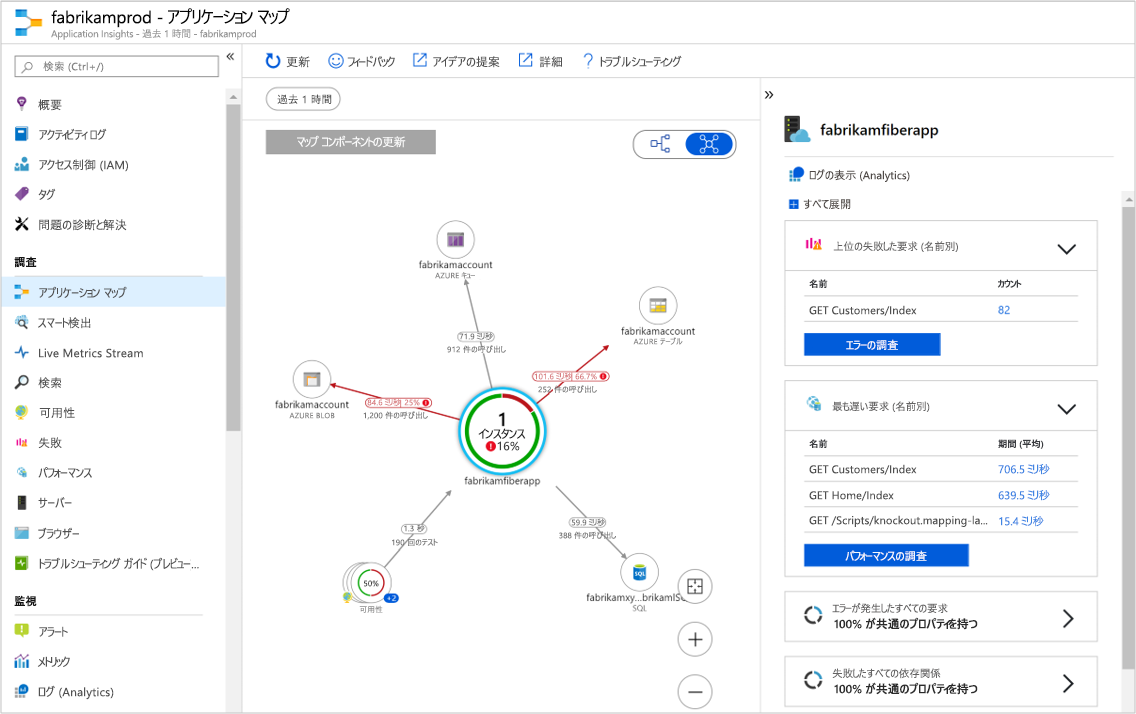 fabrikamprod - アプリケーション マップ
Application Insights - 過去 1 時間 - fabrikamprod
検索 (Ctrl+/)
«
概要
アクティビティ ログ
アクセス制御 (IAM)
タグ
問題の診断と解決
調査
アプリケーション マップ
スマート検出
Live Metrics Stream
検索
可用性
失敗
パフォーマンス
サーバー
ブラウザー
トラブルシューティング ガイド (プレビュー...
監視
アラート
メトリック
ログ (Analytics)
更新
フィードバック
アイデアの提案
詳細
? トラブルシューティング
過去 1 時間
マップ コンポーネントの更新
fabrikamaccount
AZURE キュー
71.9 ミリ秒
912 件の呼び出し
fabrikamaccount
AZURE テーブル
101.6 ミリ秒 66.7%
252 件の呼び出し
fabrikamaccount
AZURE BLOB
84.6 ミリ秒 25%
1,200 件の呼び出し
1
インスタンス
16%
fabrikamfiberapp
1.3 秒
190 回のテスト
50%
+2
可用性
59.9 ミリ秒
388 件の呼び出し
SQL
fabrikamxy...brikamlS
SQL
»
fabrikamfiberapp
ログの表示 (Analytics)
すべて展開
上位の失敗した要求 (名前別)
名前 カウント
GET Customers/Index 82
エラーの調査
最も遅い要求 (名前別)
名前 期間 (平均)
GET Customers/Index 706.5 ミリ秒
GET Home/Index 639.5 ミリ秒
GET /Scripts/knockout.mapping-la... 15.4 ミリ秒
パフォーマンスの調査
エラーが発生したすべての要求
100% が共通のプロパティを持つ
失敗したすべての依存関係
100% が共通のプロパティを持つ